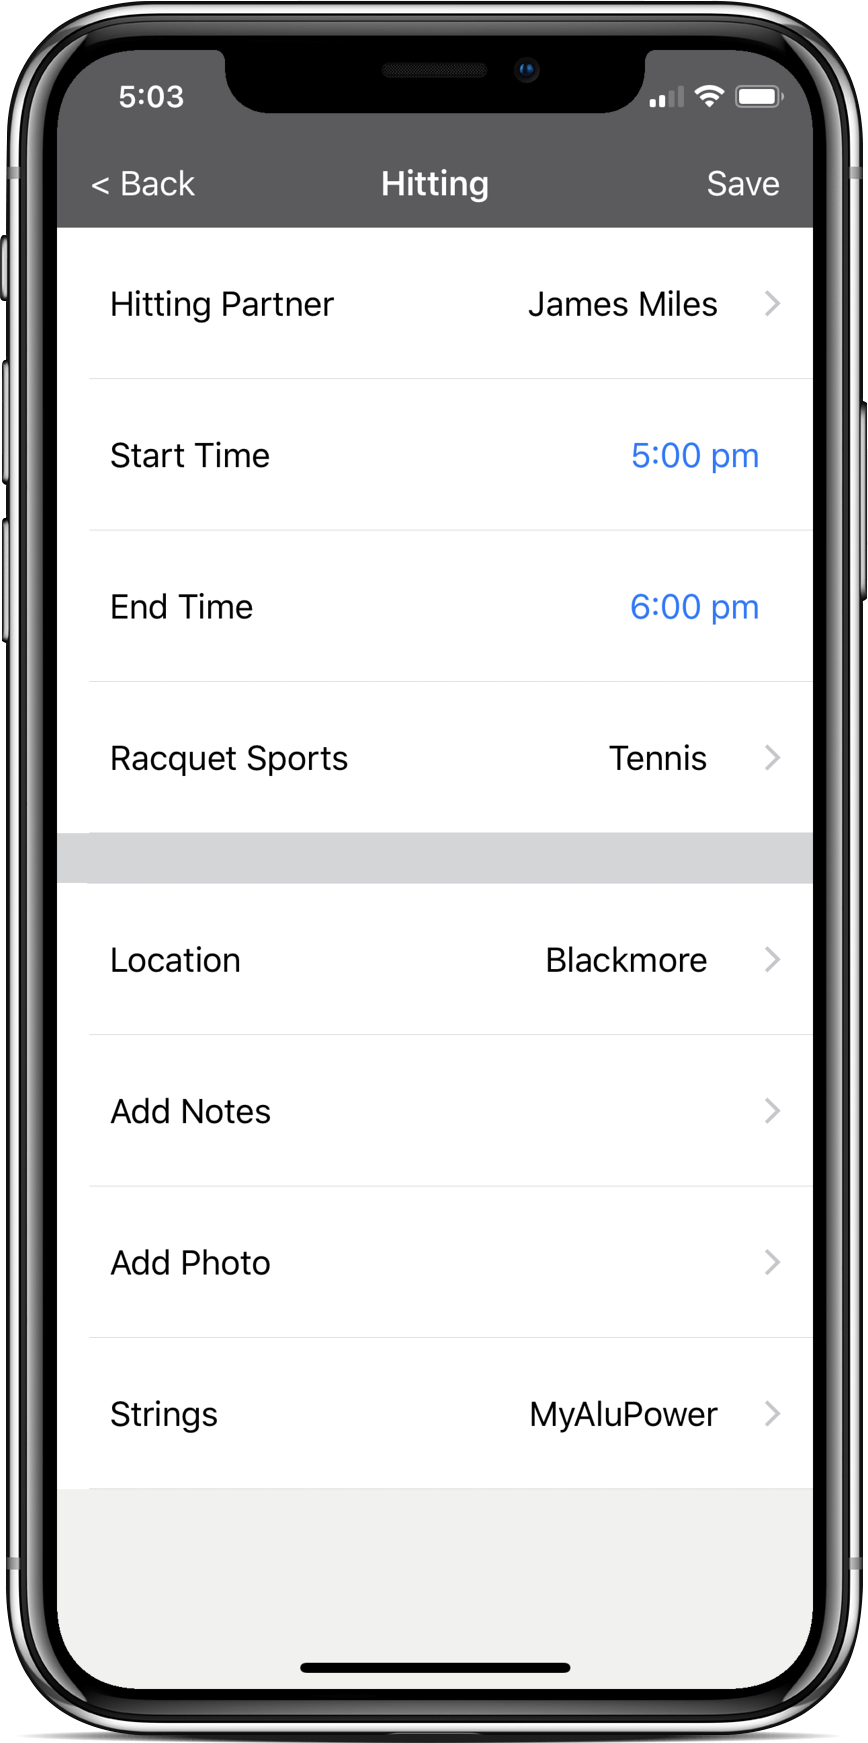 5:03
< Back Hitting Save
Hitting Partner James Miles
Start Time 5:00 pm
End Time 6:00 pm
Racquet Sports Tennis
Location Blackmore
Add Notes
Add Photo
Strings MyAluPower